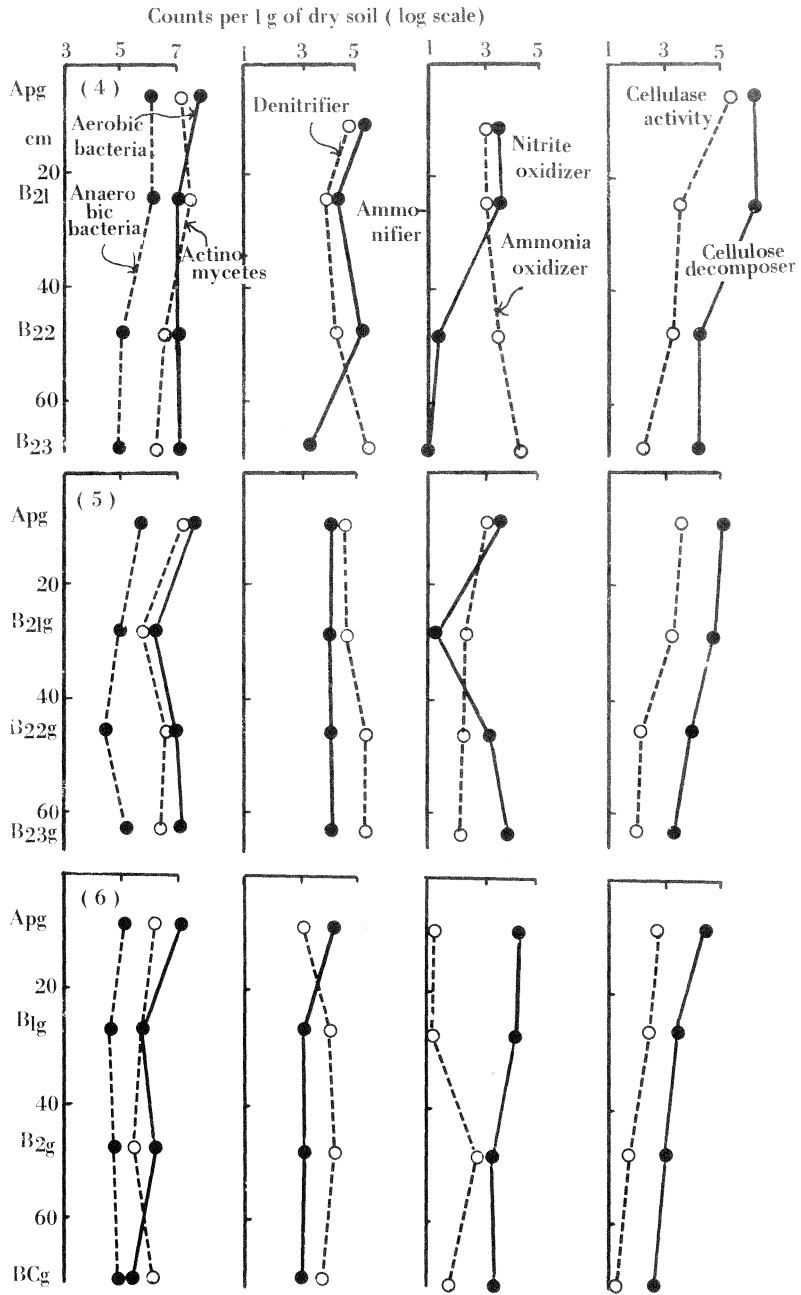 Counts per 1 g of dry soil ( log scale)
3 5 7 1 3 5 1 3 5 1 3 5
Apg
( 4 )
Aerobic
bacteria
Denitrifier
Nitrite
oxidizer
Cellulase
activity
cm
20
B21
Anaero
bic
bacteria
Actino
mycetes
Ammo
nifier
Ammonia
oxidizer
Cellulose
decomposer
40
B22
60
B23
Apg
( 5 )
20
B21g
40
B22g
60
B23g
Apg
( 6 )
20
B1g
40
B2g
60
BCg